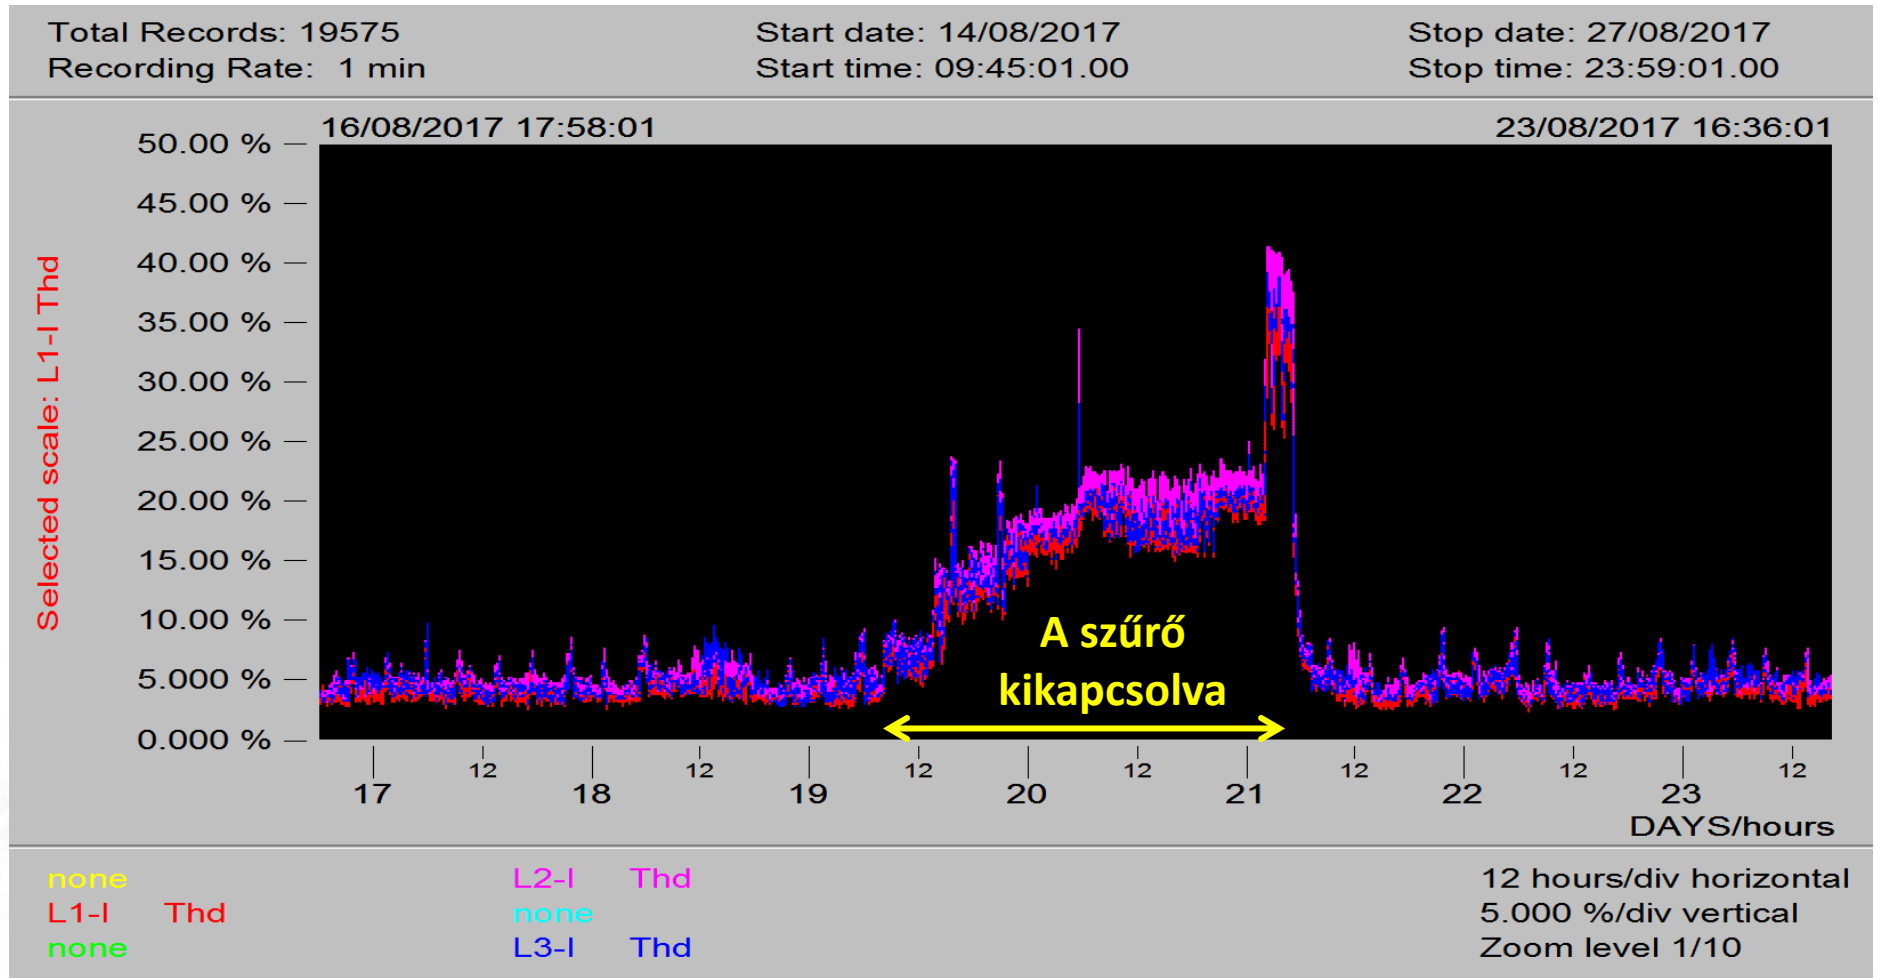 Total Records: 19575
Start date: 14/08/2017
Stop date: 27/08/2017
Recording Rate: 1 min
Start time: 09:45:01.00
Stop time: 23:59:01.00
16/08/2017 17:58:01
23/08/2017 16:36:01
Selected scale: L1-I Thd
50.00 %
45.00 %
40.00 %
35.00 %
30.00 %
25.00 %
20.00 %
15.00 %
10.00 %
5.000 %
0.000 %
A szűrő
kikapcsolva
12 12 12 12 12 12 12
17 18 19 20 21 22 23
DAYS/hours
none
L2-I Thd
12 hours/div horizontal
L1-I Thd
none
5.000 %/div vertical
none
L3-I Thd
Zoom level 1/10